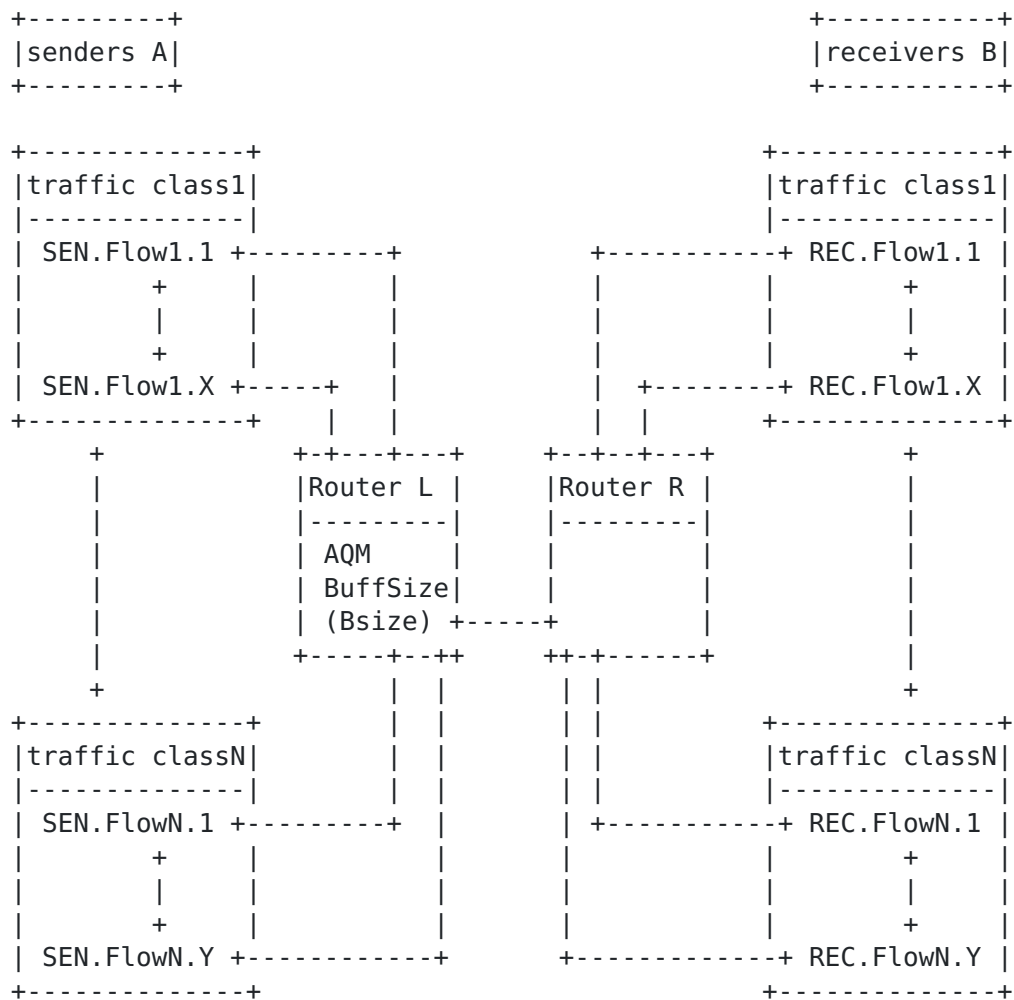 senders A
receivers B
traffic class1
traffic class1
SEN.Flow1.1
REC.Flow1.1
SEN.Flow1.X
REC.Flow1.X
Router L
Router R
AQM
BuffSize
(Bsize)
traffic classN
traffic classN
SEN.FlowN.1
REC.FlowN.1
SEN.FlowN.Y
REC.FlowN.Y